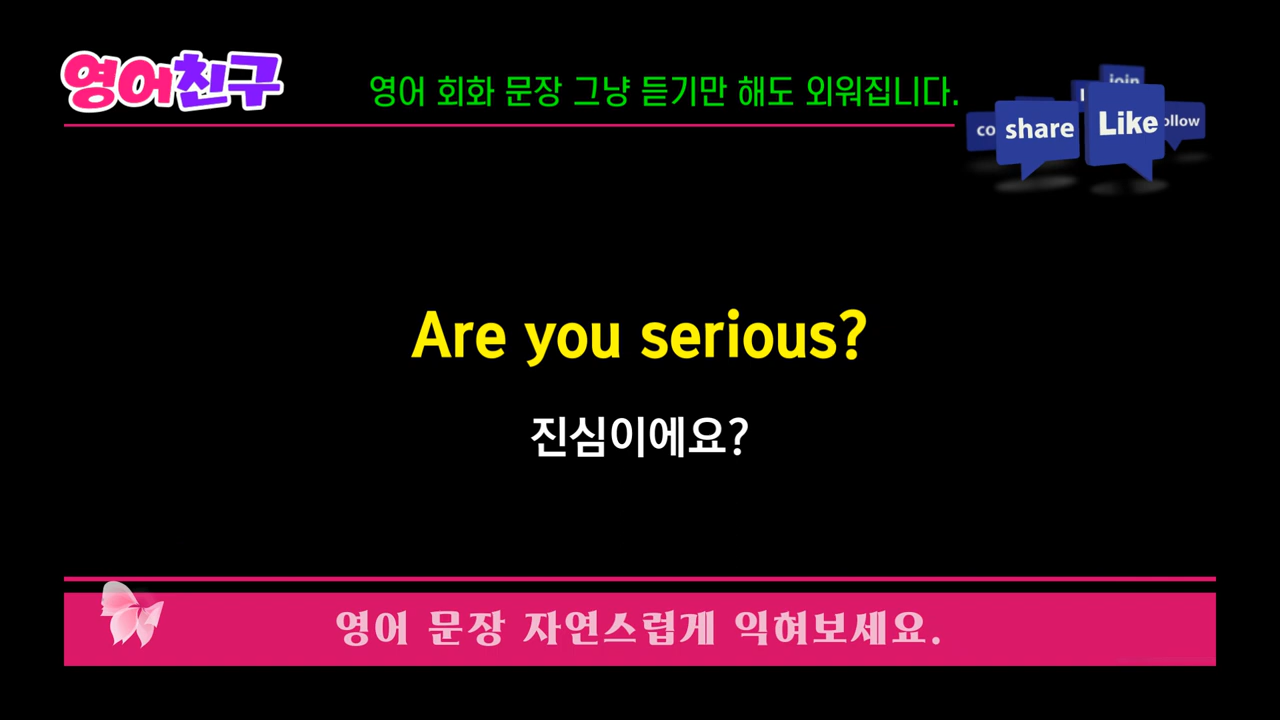 영어친구
영어 회화 문장 그냥 듣기만 해도 외워집니다.
join
co
share
Like
ollow
Are you serious?
진심이에요?
영어 문장 자연스럽게 익혀보세요.